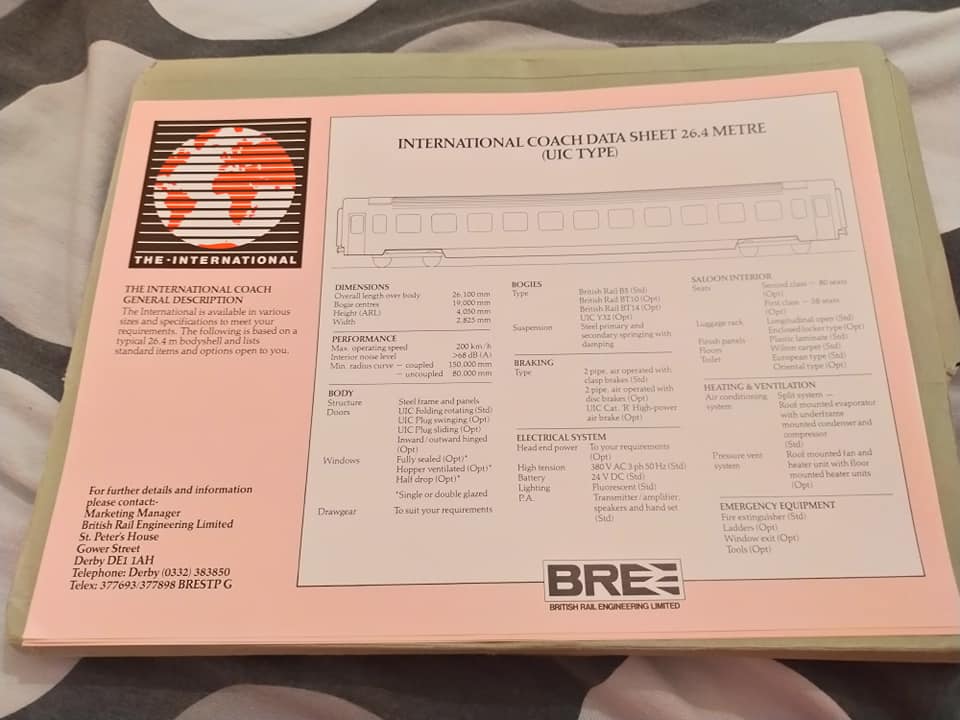 THE · INTERNATIONAL
THE INTERNATIONAL COACH
GENERAL DESCRIPTION
The International is available in various
sizes and specifications to meet your
requirements. The following is based on a
typical 26.4 m bodyshell and lists
standard items and options open to you.
For further details and information
please contact:-
Marketing Manager
British Rail Engineering Limited
St. Peter's House
Gower Street
Derby DE1 1AH
Telephone: Derby (0332) 383850
Telex: 377693/377898 BRESTP G
INTERNATIONAL COACH DATA SHEET 26.4 METRE
(UIC TYPE)
DIMENSIONS
Overall length over body 26,100 mm
Bogie centres 19,000 mm
Height (ARL) 4,050 mm
Width 2,825 mm
PERFORMANCE
Max. operating speed 200 km/h
Interior noise level >68 dB (A)
Min. radius curve — coupled 150,000 mm
— uncoupled 80,000 mm
BODY
Structure Steel frame and panels
Doors UIC Folding rotating (Std)
UIC Plug swinging (Opt)
UIC Plug sliding (Opt)
Inward/outward hinged
(Opt)
Windows Fully sealed (Opt)*
Hopper ventilated (Opt)*
Half drop (Opt)*
*Single or double glazed
Drawgear To suit your requirements
BOGIES
Type British Rail B5 (Std)
British Rail BT10 (Opt)
British Rail BT14 (Opt)
UIC Y32 (Opt)
Suspension Steel primary and
secondary springing with
damping
BRAKING
Type 2 pipe, air operated with
clasp brakes (Std)
2 pipe, air operated with
disc brakes (Opt)
UIC Cat. 'R' High-power
air brake (Opt)
ELECTRICAL SYSTEM
Head end power To your requirements
(Opt)
High tension 380 V AC 3 ph 50 Hz (Std)
Battery 24 V DC (Std)
Lighting Fluorescent (Std)
P.A. Transmitter/amplifier,
speakers and hand set
(Std)
SALOON INTERIOR
Seats Second class — 80 seats
(Opt)
First class — 58 seats
(Opt)
Luggage rack Longitudinal open (Std)
Enclosed locker type (Opt)
Finish panels Plastic laminate (Std)
Floors Wilton carpet (Std)
Toilet European type (Std)
Oriental type (Opt)
HEATING & VENTILATION
Air conditioning Split system —
system Roof mounted evaporator
with underframe
mounted condenser and
compressor
(Std)
Pressure vent Roof mounted fan and
system heater unit with floor
mounted heater units
(Opt)
EMERGENCY EQUIPMENT
Fire extinguisher (Std)
Ladders (Opt)
Window exit (Opt)
Tools (Opt)
BREL
BRITISH RAIL ENGINEERING LIMITED